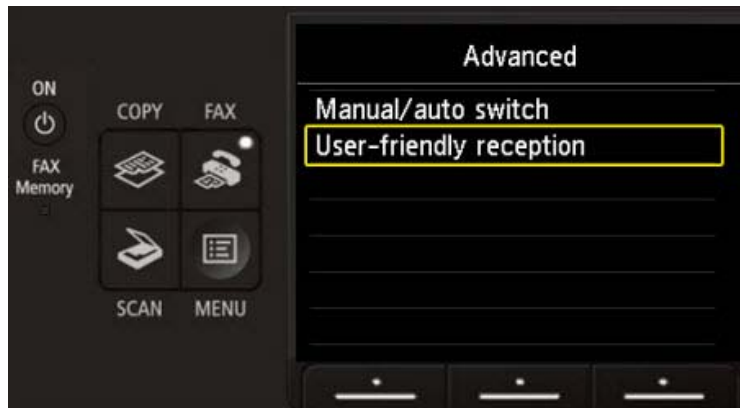 ON
COPY FAX
FAX
Memory
SCAN MENU
Advanced
Manual/auto switch
User-friendly reception